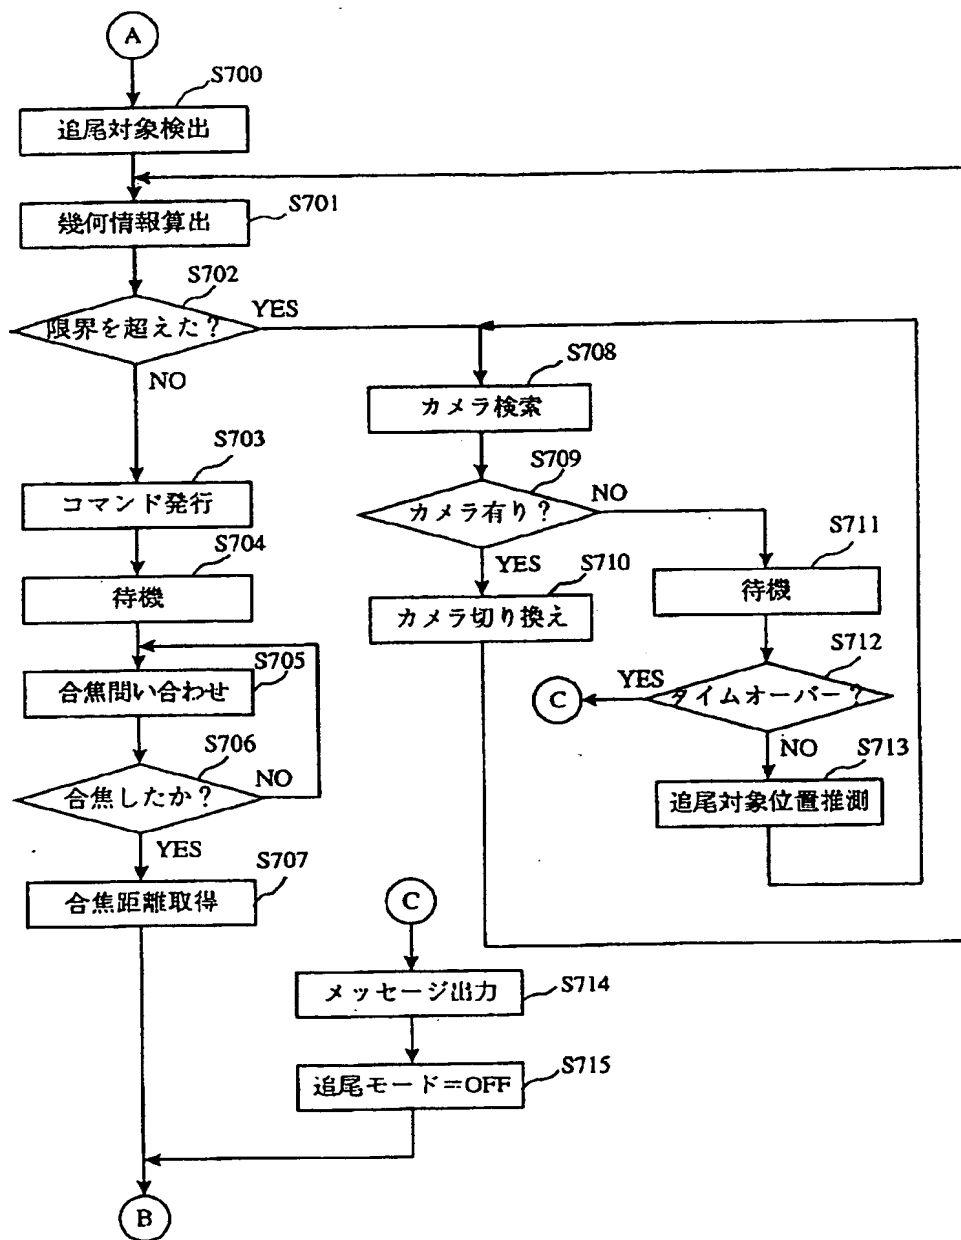 A
S700
追尾対象検出
S701
幾何情報算出
S702
限界を超えた？
YES
NO
S703
コマンド発行
S704
待機
S705
合焦問い合わせ
S706
合焦したか？
NO
YES
S707
合焦距離取得
S708
カメラ検索
S709
カメラ有り？
NO
YES
S710
カメラ切り換え
S711
待機
S712
タイムオーバー？
YES
C
NO
S713
追尾対象位置推測
C
メッセージ出力
S714
追尾モード＝OFF
S715
B